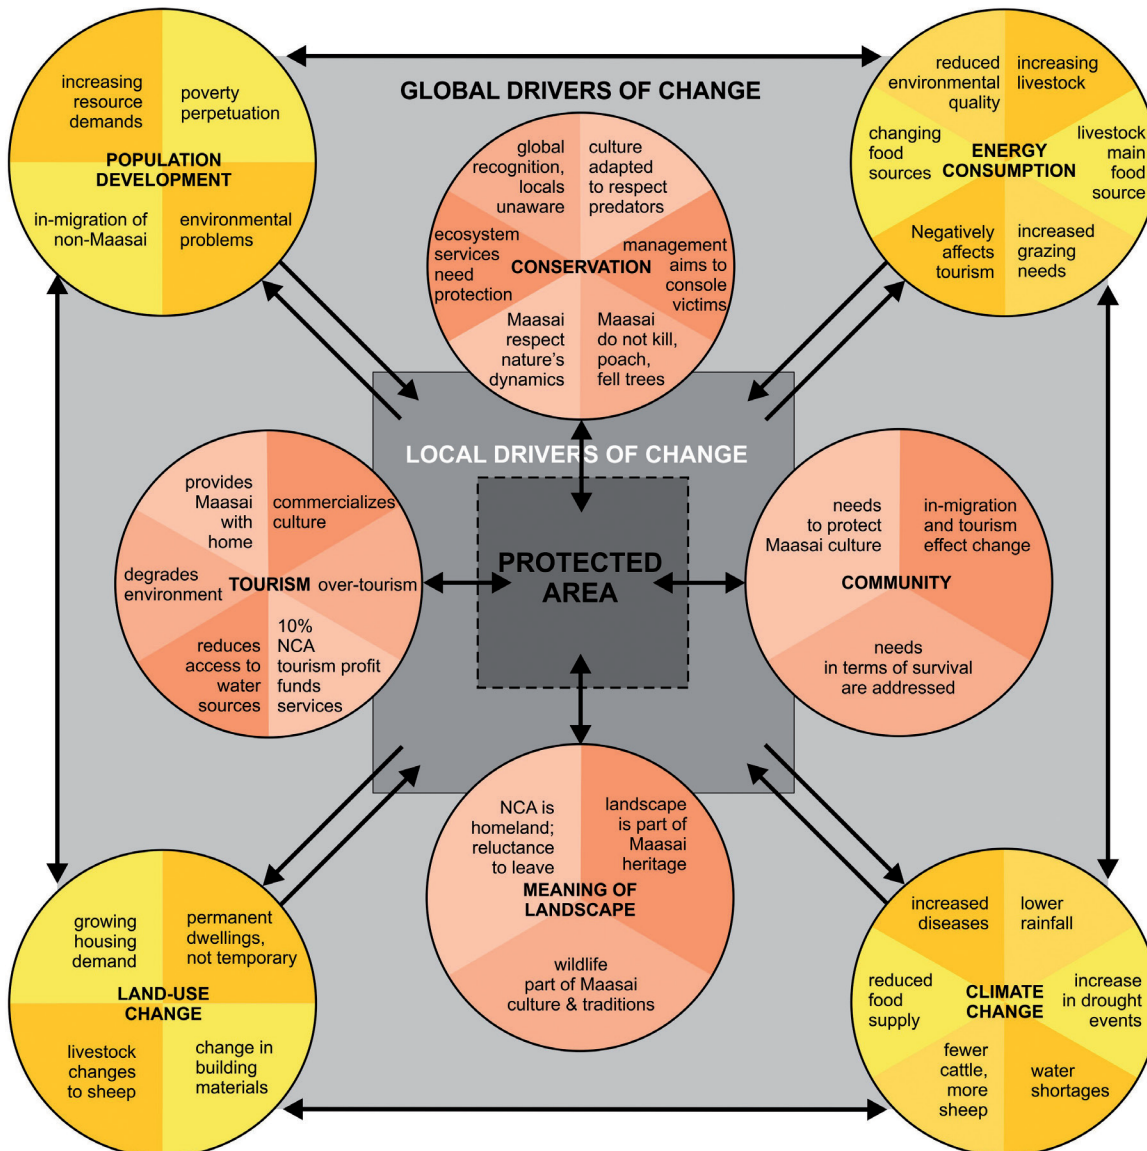 GLOBAL DRIVERS OF CHANGE
increasing
resource
demands
poverty
perpetuation
POPULATION
DEVELOPMENT
in-migration of
non-Maasai
environmental
problems
global
recognition,
locals
unaware
culture
adapted
to respect
predators
ecosystem
services
need
protection
CONSERVATION
management
aims to
console
victims
Maasai
respect
nature's
dynamics
Maasai
do not kill,
poach,
fell trees
reduced
environmental
quality
increasing
livestock
changing
food
sources
ENERGY
CONSUMPTION
livestock
main
food
source
Negatively
affects
tourism
increased
grazing
needs
LOCAL DRIVERS OF CHANGE
PROTECTED
AREA
provides
Maasai
with
home
commercializes
culture
degrades
environment
TOURISM
over-tourism
reduces
access to
water
sources
10%
NCA
tourism profit
funds
services
needs
to protect
Maasai culture
in-migration
and tourism
effect change
COMMUNITY
needs
in terms of survival
are addressed
NCA is
homeland;
reluctance
to leave
landscape
is part of
Maasai
heritage
MEANING OF
LANDSCAPE
wildlife
part of Maasai
culture & traditions
growing
housing
demand
permanent
dwellings,
not temporary
LAND-USE
CHANGE
livestock
changes
to sheep
change in
building
materials
increased
diseases
lower
rainfall
reduced
food
supply
CLIMATE
CHANGE
increase
in drought
events
fewer
cattle,
more
sheep
water
shortages